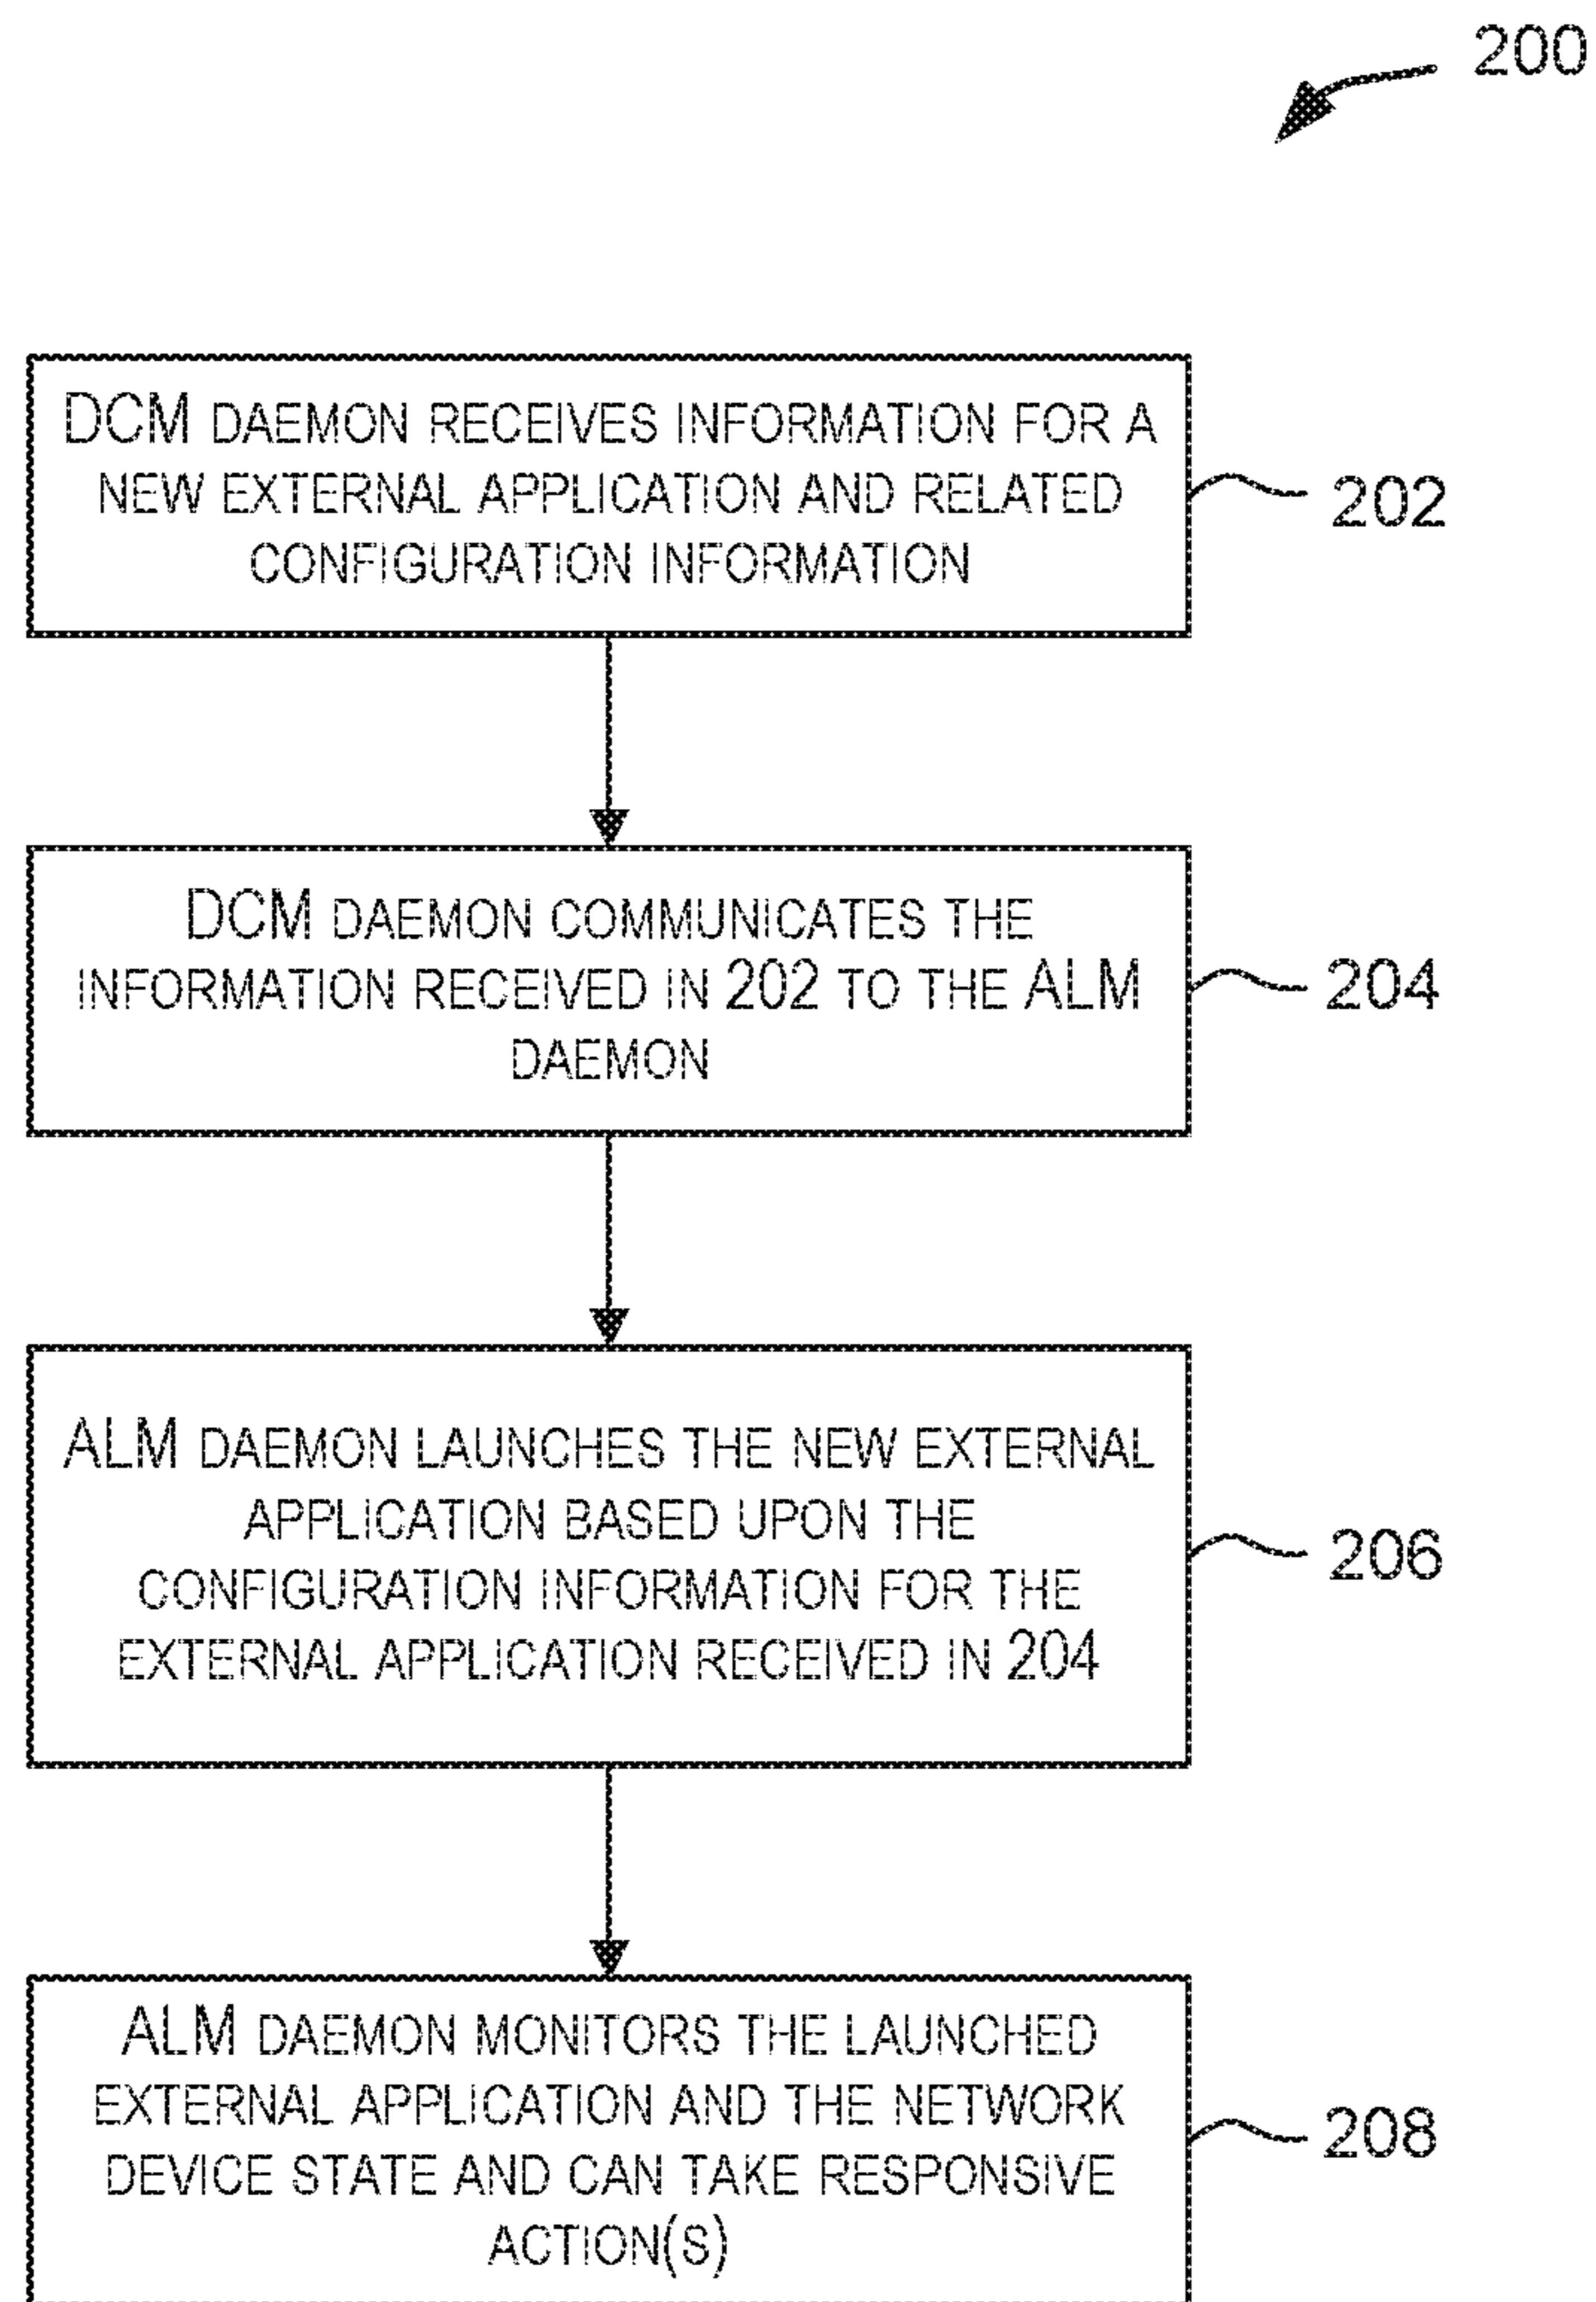 200
DCM DAEMON RECEIVES INFORMATION FOR A
NEW EXTERNAL APPLICATION AND RELATED
CONFIGURATION INFORMATION
202
DCM DAEMON COMMUNICATES THE
INFORMATION RECEIVED IN 202 TO THE ALM
DAEMON
204
ALM DAEMON LAUNCHES THE NEW EXTERNAL
APPLICATION BASED UPON THE
CONFIGURATION INFORMATION FOR THE
EXTERNAL APPLICATION RECEIVED IN 204
206
ALM DAEMON MONITORS THE LAUNCHED
EXTERNAL APPLICATION AND THE NETWORK
DEVICE STATE AND CAN TAKE RESPONSIVE
ACTION(S)
208